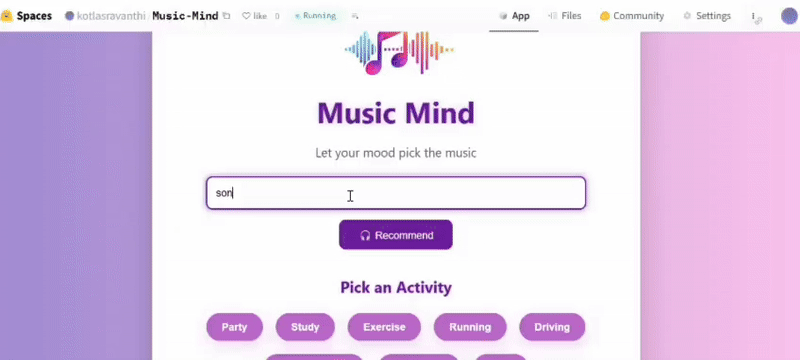 Spaces kotlasravanthi/Music-Mind like 0 Running App Files Community Settings
Music Mind
Let your mood pick the music
son
Recommend
Pick an Activity
Party Study Exercise Running Driving